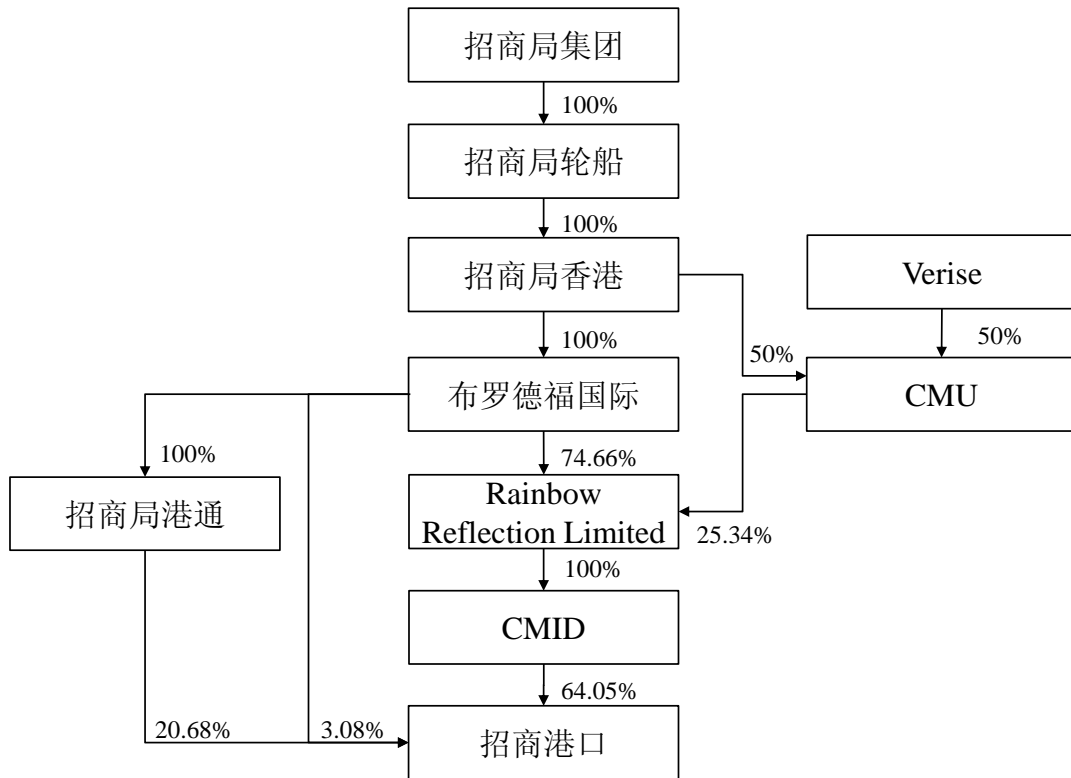 招商局集团
100%
招商局轮船
100%
招商局香港
Verise
100%
50%
50%
布罗德福国际
CMU
100%
74.66%
招商局港通
Rainbow
Reflection Limited
25.34%
100%
CMID
64.05%
20.68%
3.08%
招商港口